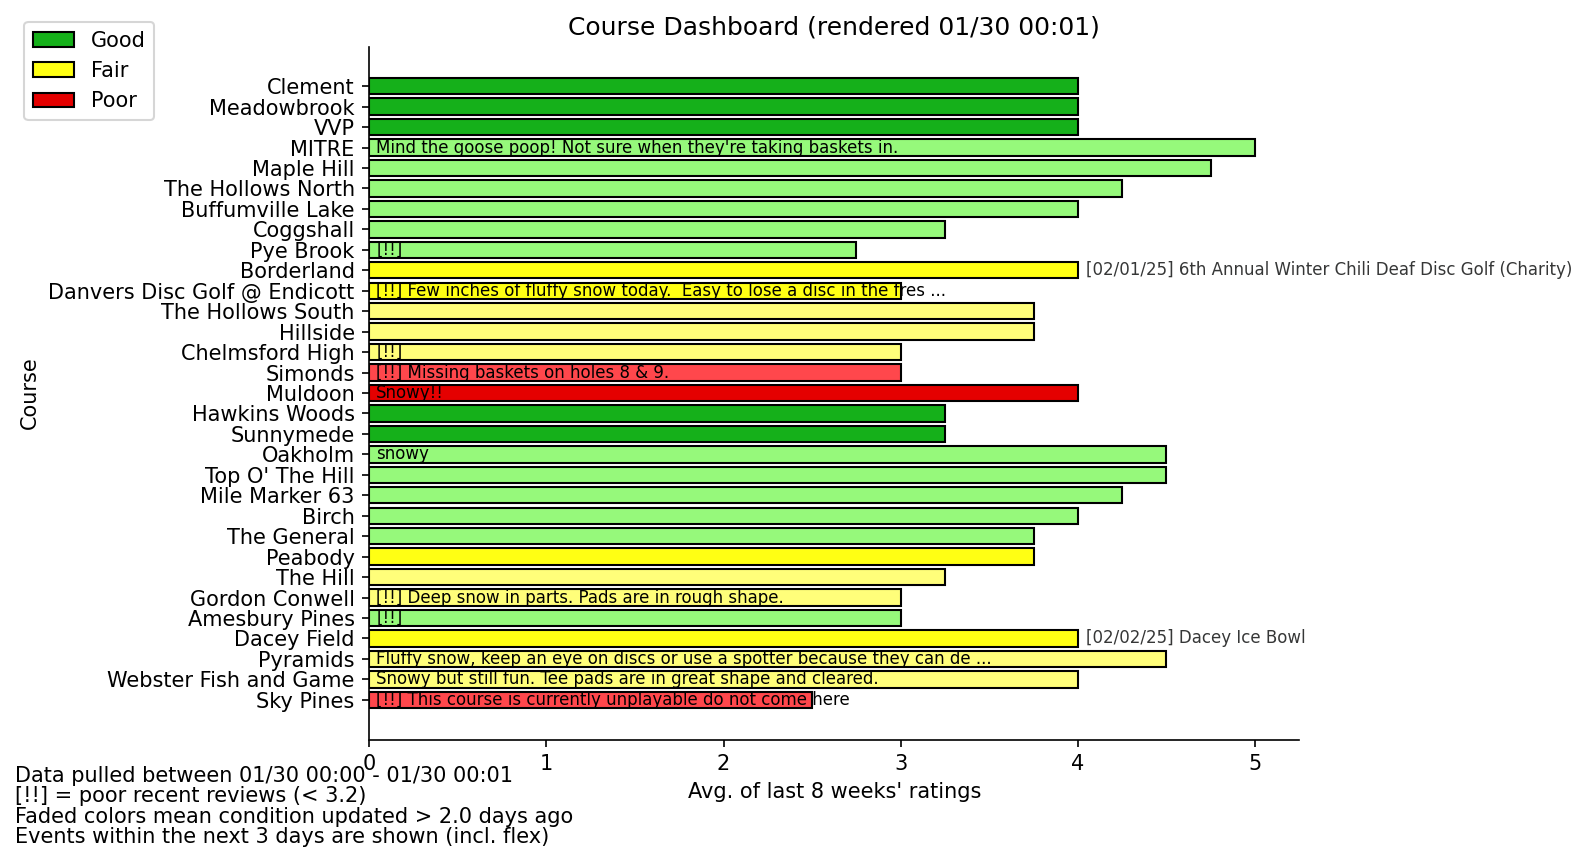 Course Dashboard (rendered 01/30 00:01)
Good
Fair
Poor
Course
Clement
Meadowbrook
VVP
MITRE
Mind the goose poop! Not sure when they're taking baskets in.
Maple Hill
The Hollows North
Buffumville Lake
Coggshall
Pye Brook
[!!]
Borderland
[02/01/25] 6th Annual Winter Chili Deaf Disc Golf (Charity)
Danvers Disc Golf @ Endicott
[!!] Few inches of fluffy snow today.  Easy to lose a disc in the fres ...
The Hollows South
Hillside
Chelmsford High
[!!]
Simonds
[!!] Missing baskets on holes 8 & 9.
Muldoon
Snowy!!
Hawkins Woods
Sunnymede
Oakholm
snowy
Top O' The Hill
Mile Marker 63
Birch
The General
Peabody
The Hill
Gordon Conwell
[!!] Deep snow in parts. Pads are in rough shape.
Amesbury Pines
[!!]
Dacey Field
[02/02/25] Dacey Ice Bowl
Pyramids
Fluffy snow, keep an eye on discs or use a spotter because they can de ...
Webster Fish and Game
Snowy but still fun. Tee pads are in great shape and cleared.
Sky Pines
[!!] This course is currently unplayable do not come here
0 1 2 3 4 5
Avg. of last 8 weeks' ratings
Data pulled between 01/30 00:00 - 01/30 00:01
[!!] = poor recent reviews (< 3.2)
Faded colors mean condition updated > 2.0 days ago
Events within the next 3 days are shown (incl. flex)